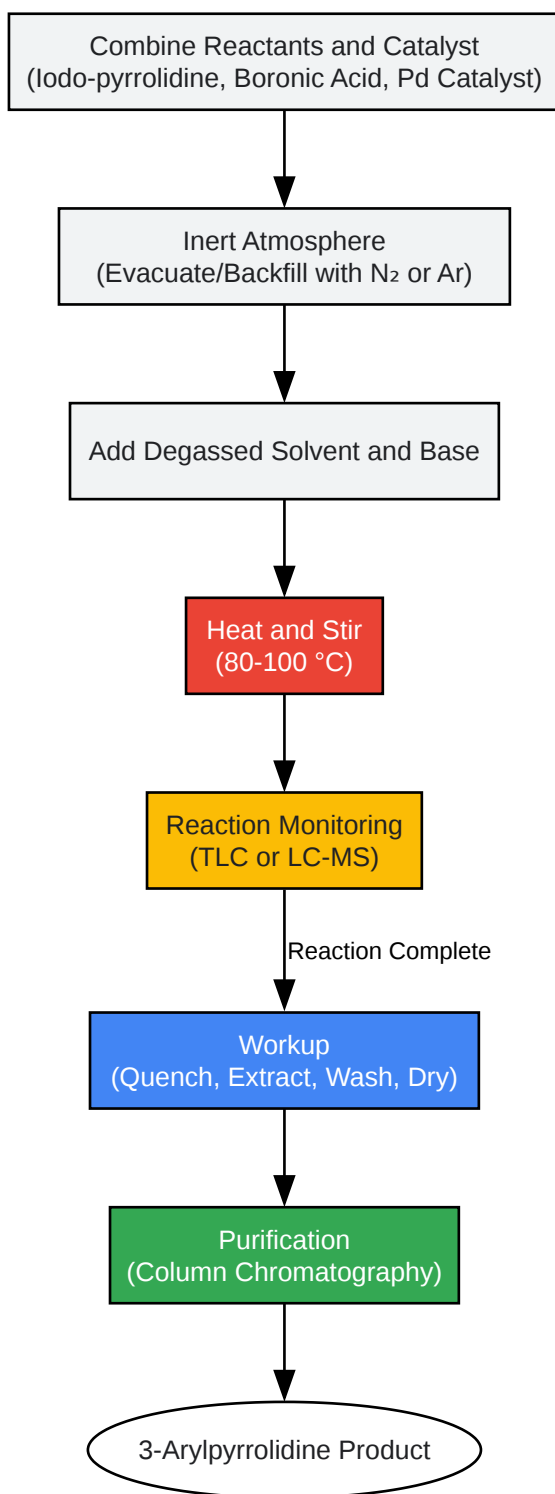 Combine Reactants and Catalyst
(Iodo-pyrrolidine, Boronic Acid, Pd Catalyst)
Inert Atmosphere
(Evacuate/Backfill with N₂ or Ar)
Add Degassed Solvent and Base
Heat and Stir
(80-100 °C)
Reaction Monitoring
(TLC or LC-MS)
Reaction Complete
Workup
(Quench, Extract, Wash, Dry)
Purification
(Column Chromatography)
3-Arylpyrrolidine Product